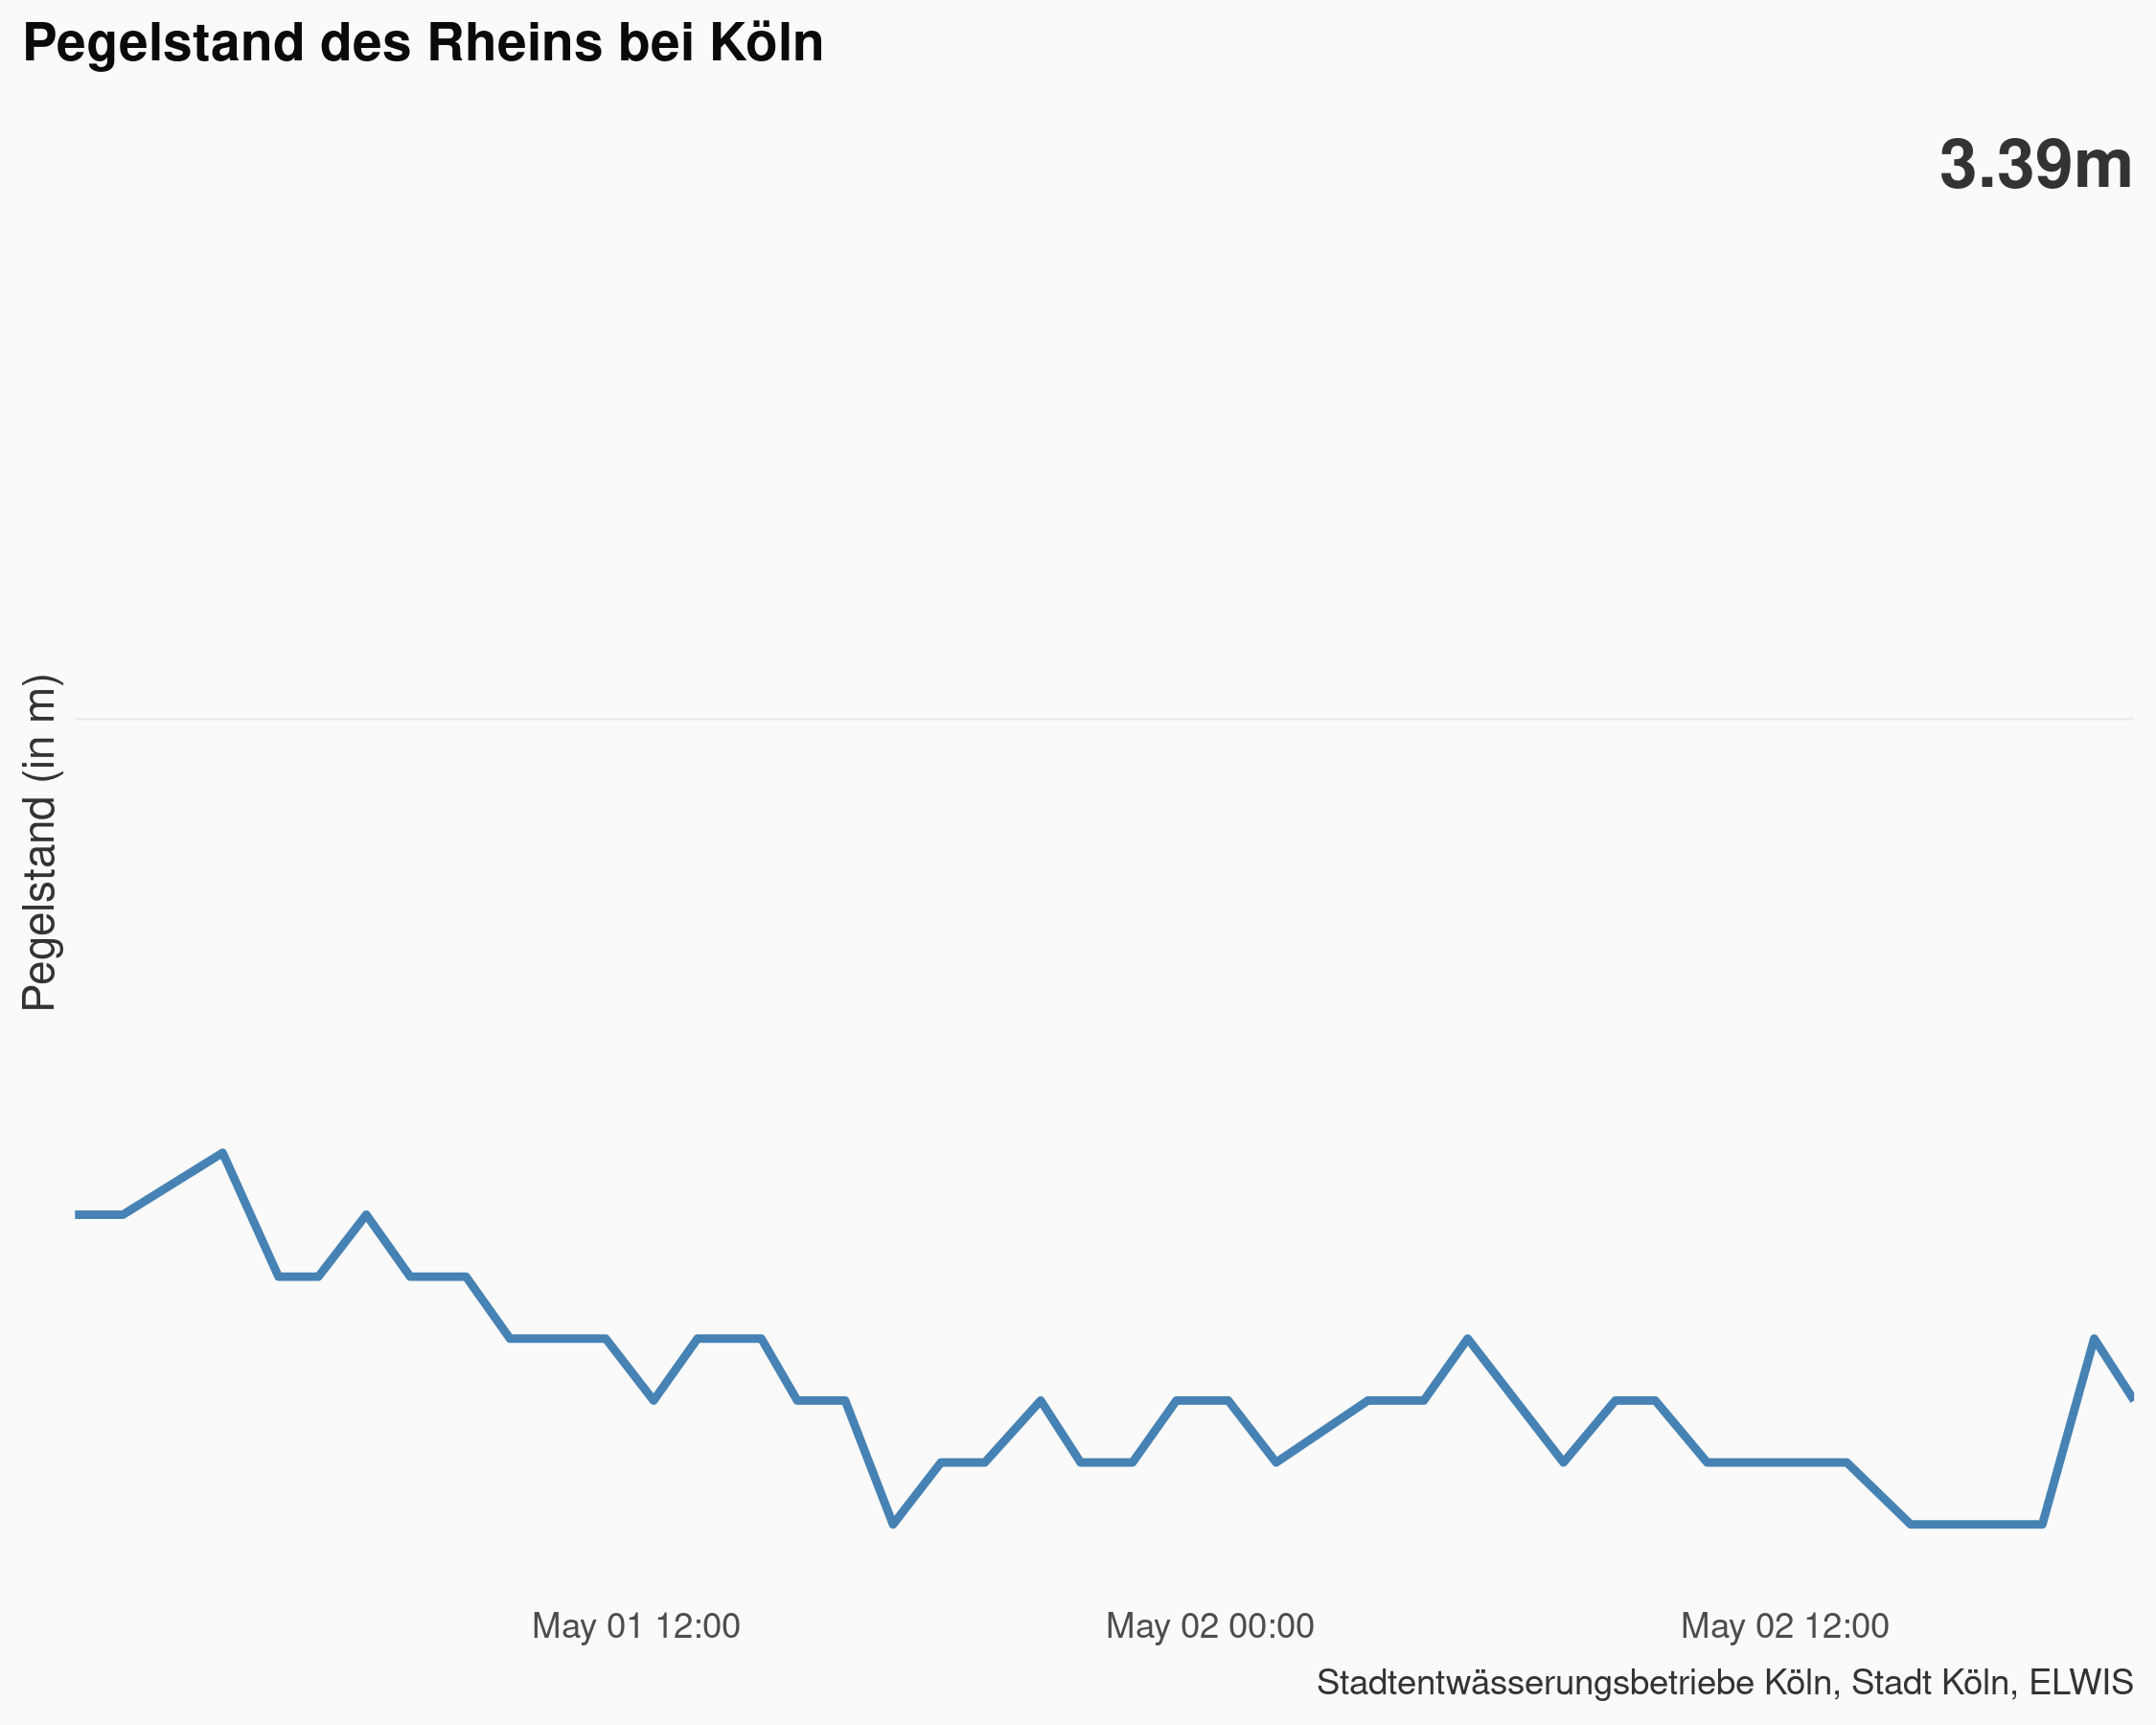 Pegelstand des Rheins bei Köln
3.39m
Pegelstand (in m)
May 01 12:00
May 02 00:00
May 02 12:00
Stadtentwässerungsbetriebe Köln, Stadt Köln, ELWIS